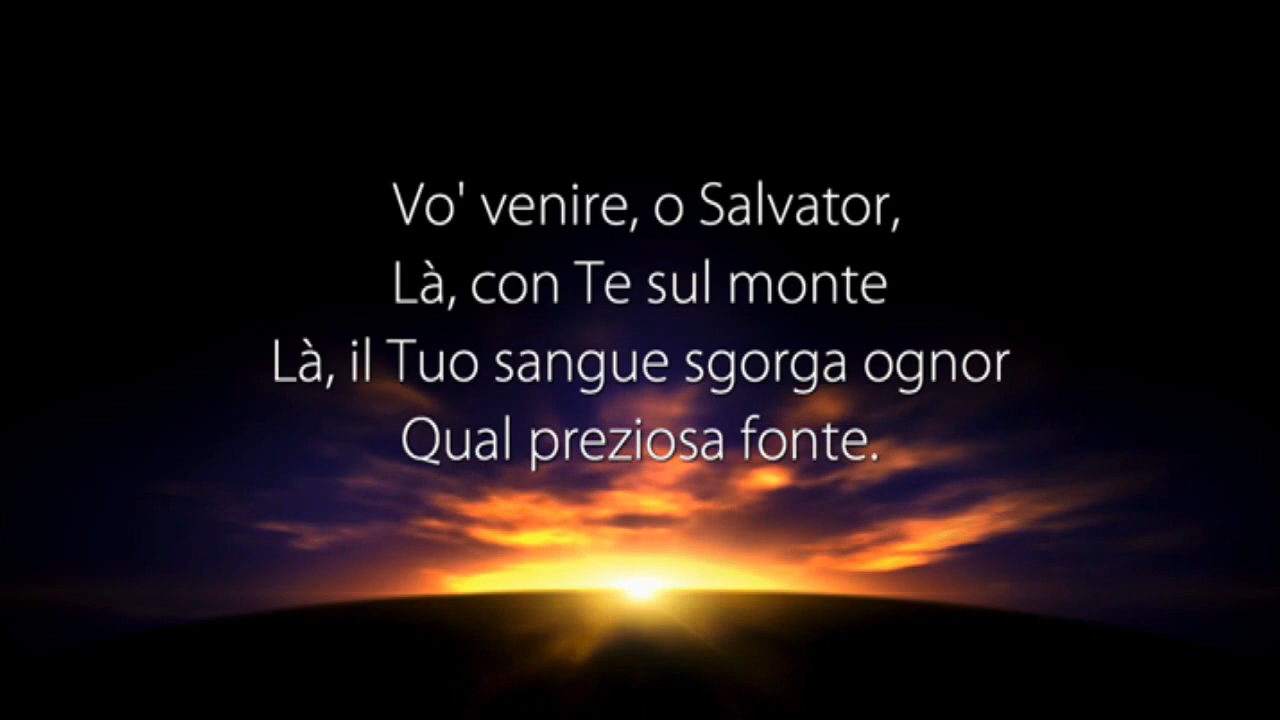 Vo' venire, o Salvator,
Là, con Te sul monte
Là, il Tuo sangue sgorga ognor
Qual preziosa fonte.